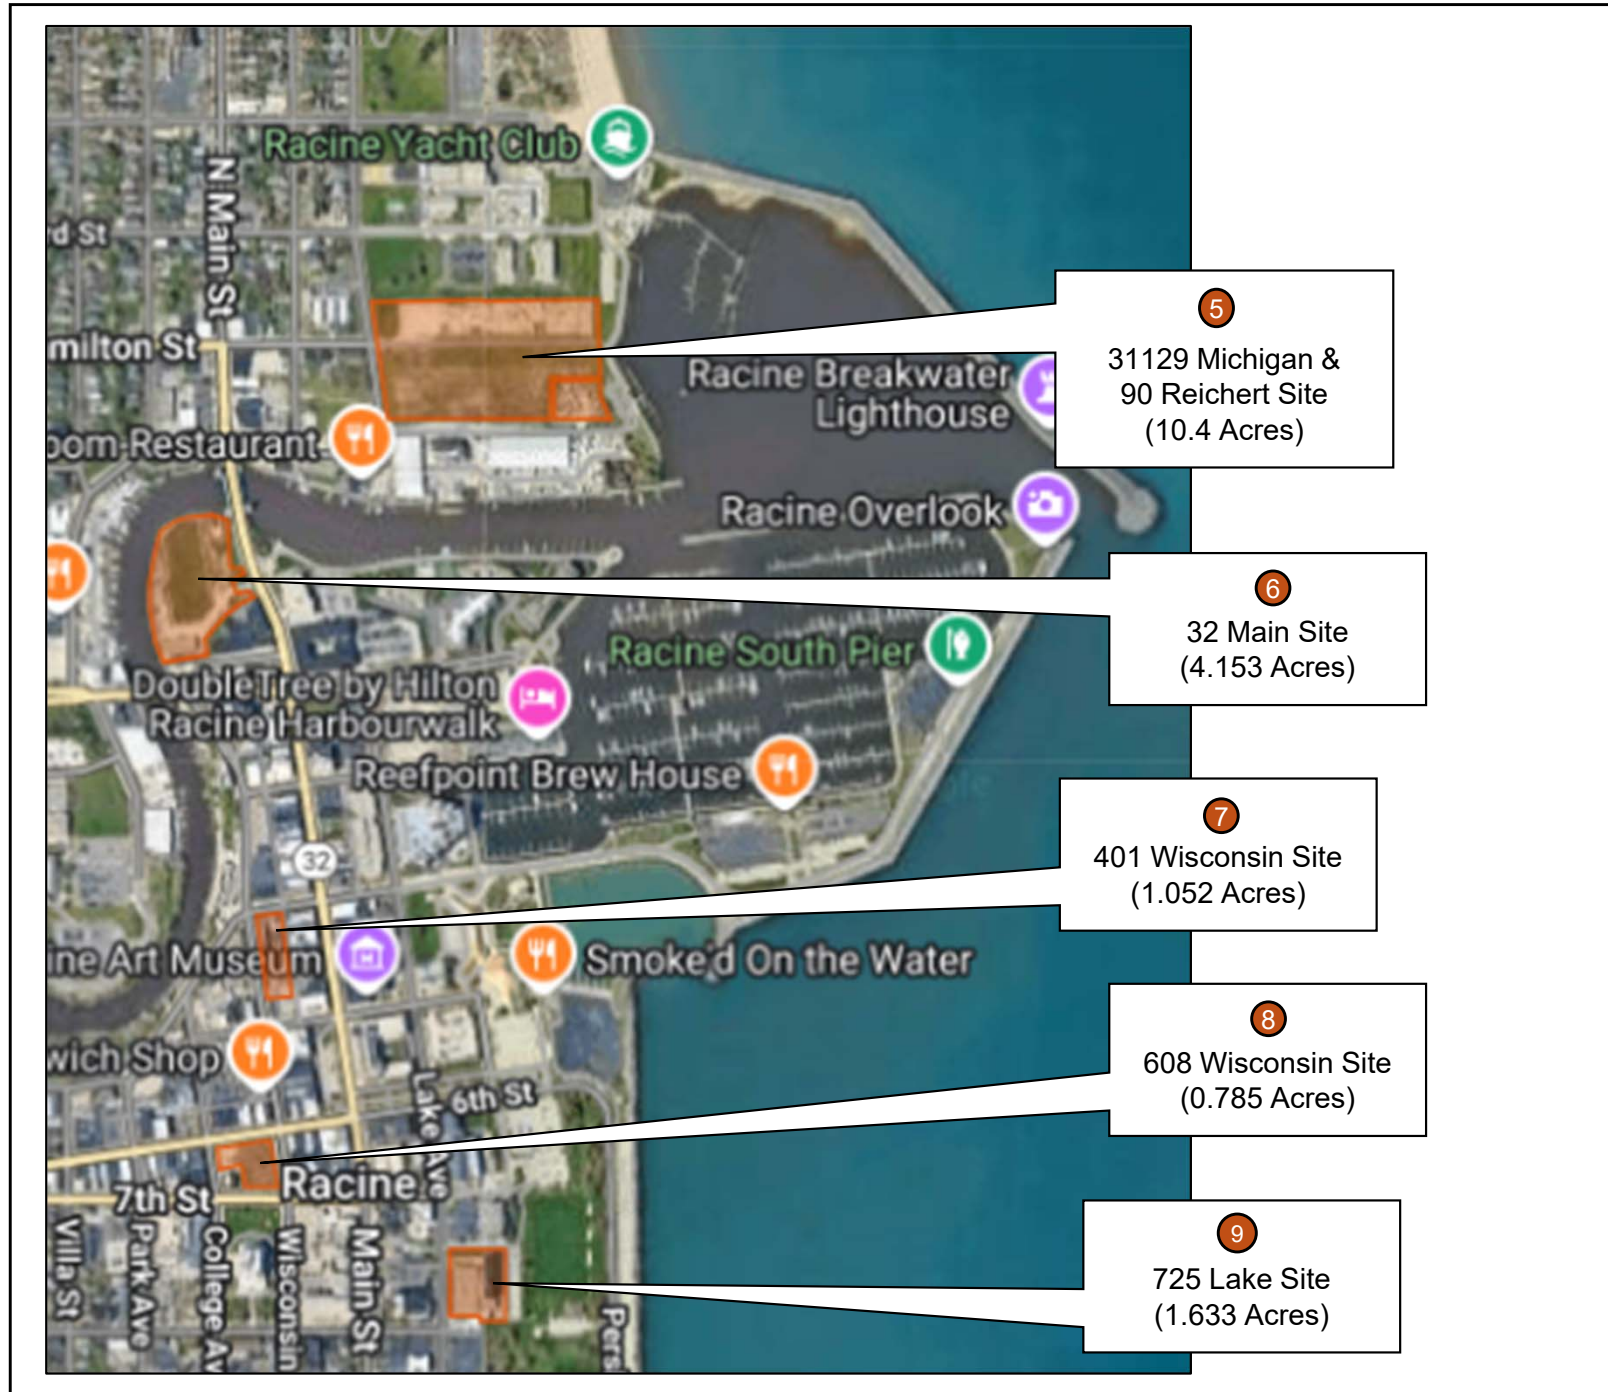 Racine Yacht Club
N Main St
rd St
milton St
5
31129 Michigan &
90 Reichert Site
(10.4 Acres)
Racine Breakwater
Lighthouse
oom Restaurant
Racine Overlook
6
32 Main Site
(4.153 Acres)
Racine South Pier
DoubleTree by Hilton
Racine Harbourwalk
Reefpoint Brew House
7
401 Wisconsin Site
(1.052 Acres)
32
ine Art Museum
Smoke'd On the Water
8
608 Wisconsin Site
(0.785 Acres)
wich Shop
Lake Ave
6th St
Racine
7th St
9
725 Lake Site
(1.633 Acres)
Villa St
Park Ave
College Av
Wisconsin
Main St
Pers